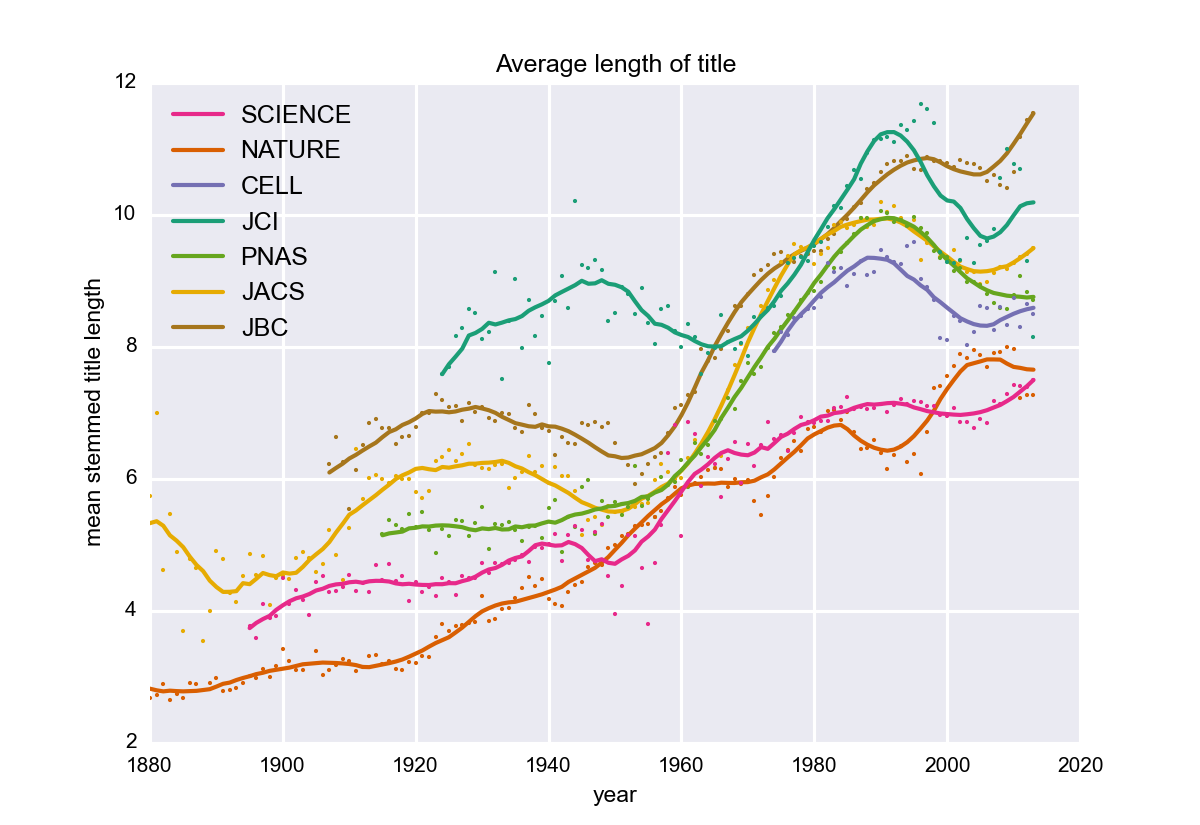 Average length of title
12
SCIENCE
NATURE
CELL
JCI
PNAS
JACS
JBC
10
8
6
4
2
mean stemmed title length
1880
1900
1920
1940
1960
1980
2000
2020
year